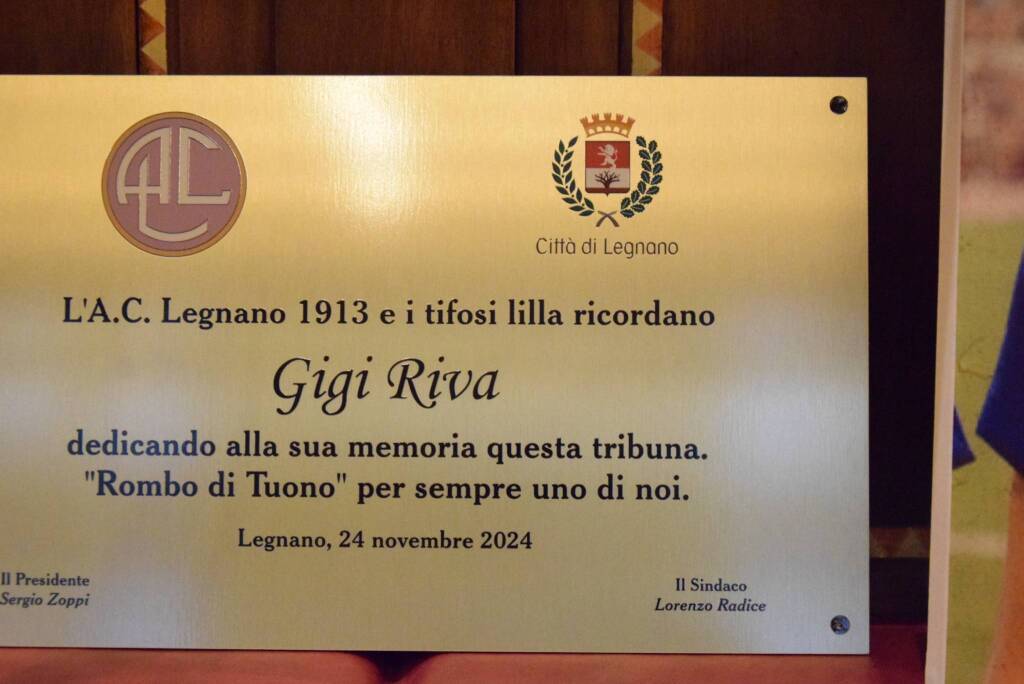 ALC
Città di Legnano
L'A.C. Legnano 1913 e i tifosi lilla ricordano
Gigi Riva
dedicando alla sua memoria questa tribuna.
"Rombo di Tuono" per sempre uno di noi.
Legnano, 24 novembre 2024
Il Presidente
Sergio Zoppi
Il Sindaco
Lorenzo Radice